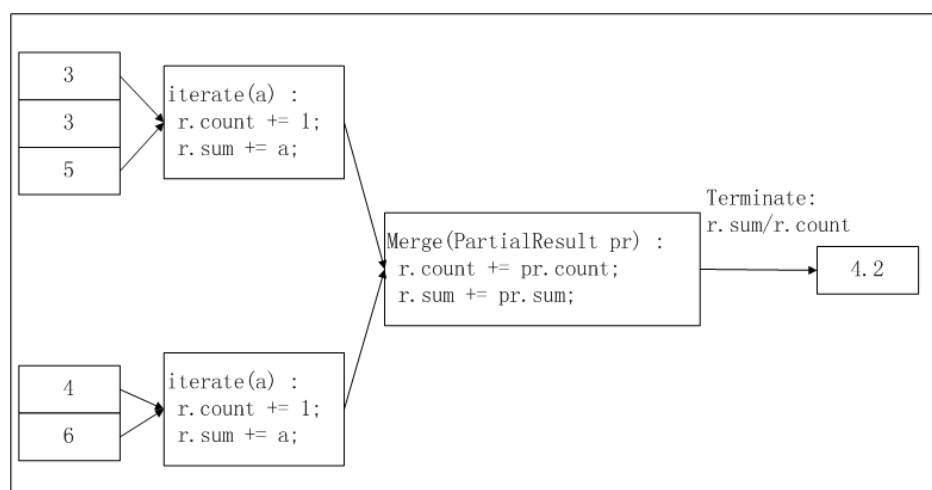 3
3
5
iterate(a) :
r.count += 1;
r.sum += a;
Merge(PartialResult pr) :
r.count += pr.count;
r.sum += pr.sum;
Terminate:
r.sum/r.count
4.2
4
6
iterate(a) :
r.count += 1;
r.sum += a;